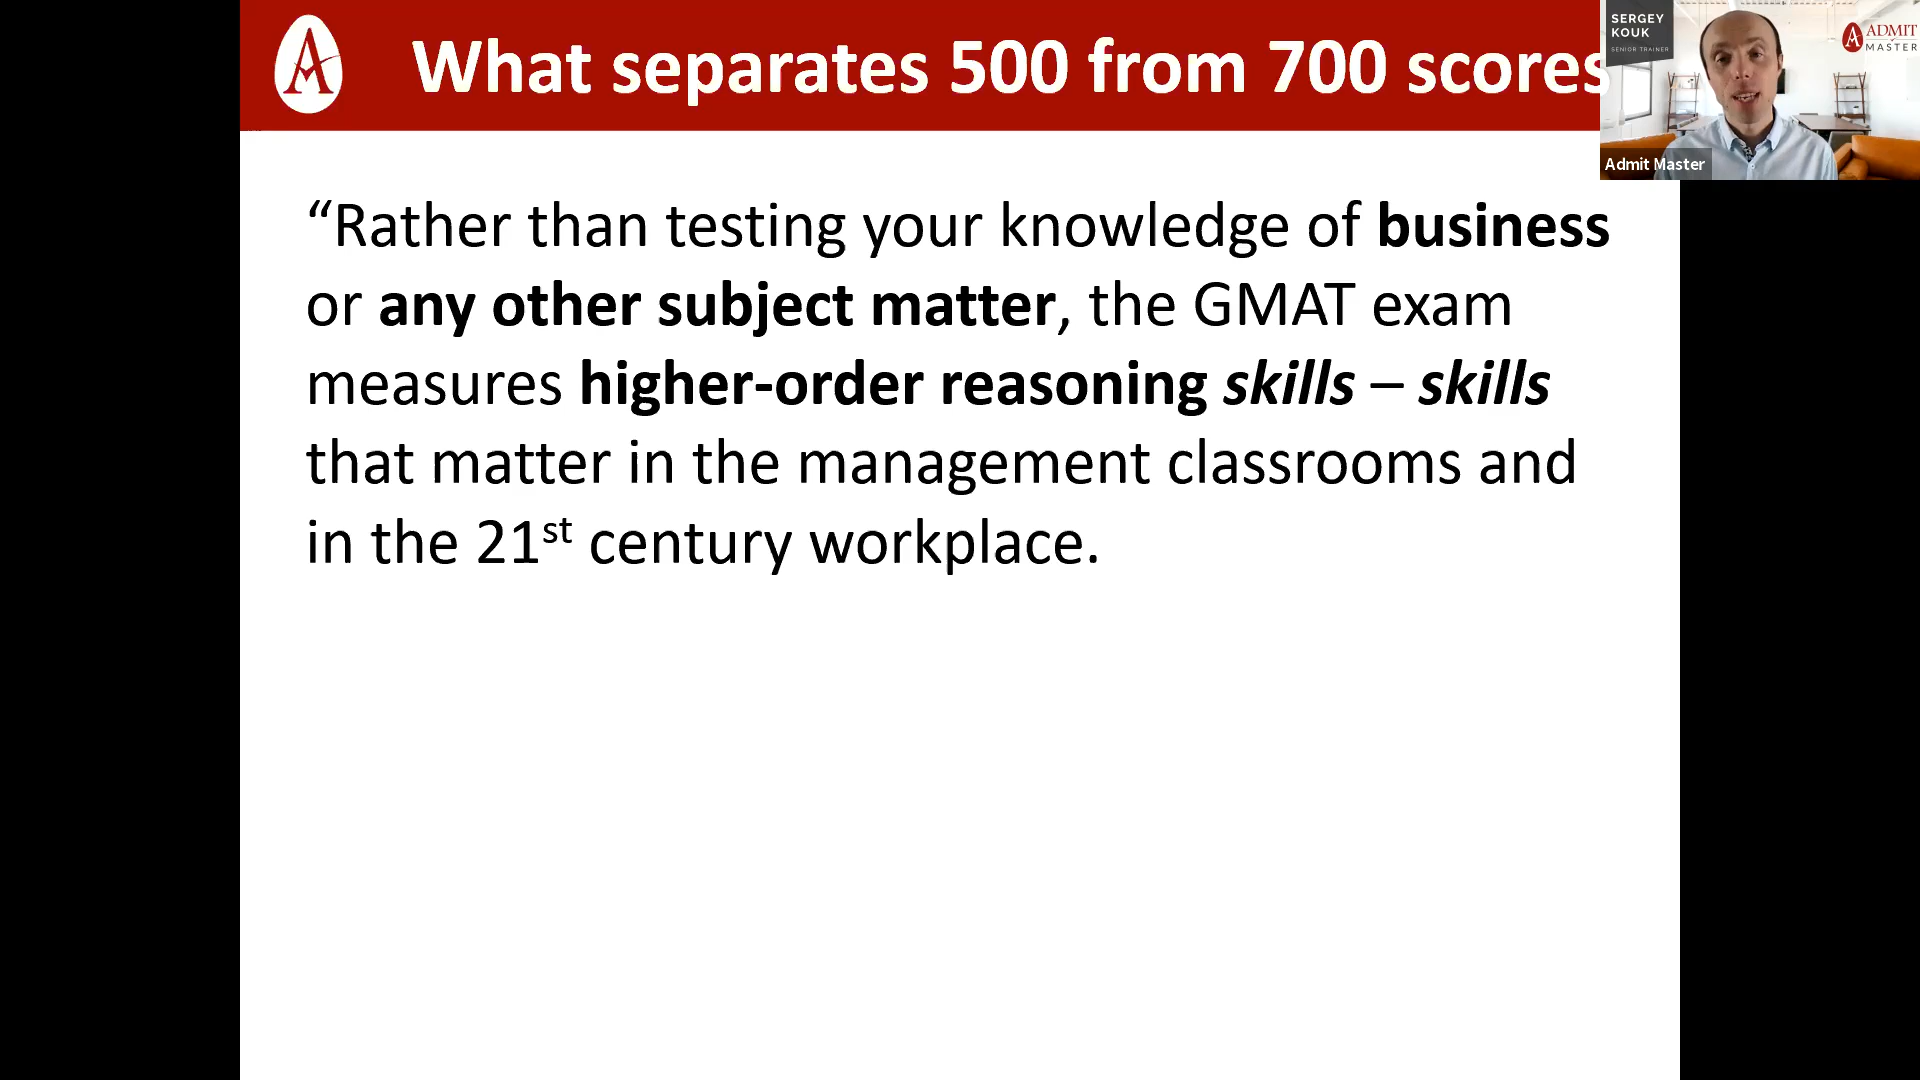 What separates 500 from 700 scores
SERGEY
KOUK
SENIOR TRAINER
ADMIT
MASTER
Admit Master
“Rather than testing your knowledge of business
or any other subject matter, the GMAT exam
measures higher-order reasoning skills – skills
that matter in the management classrooms and
in the 21st century workplace.